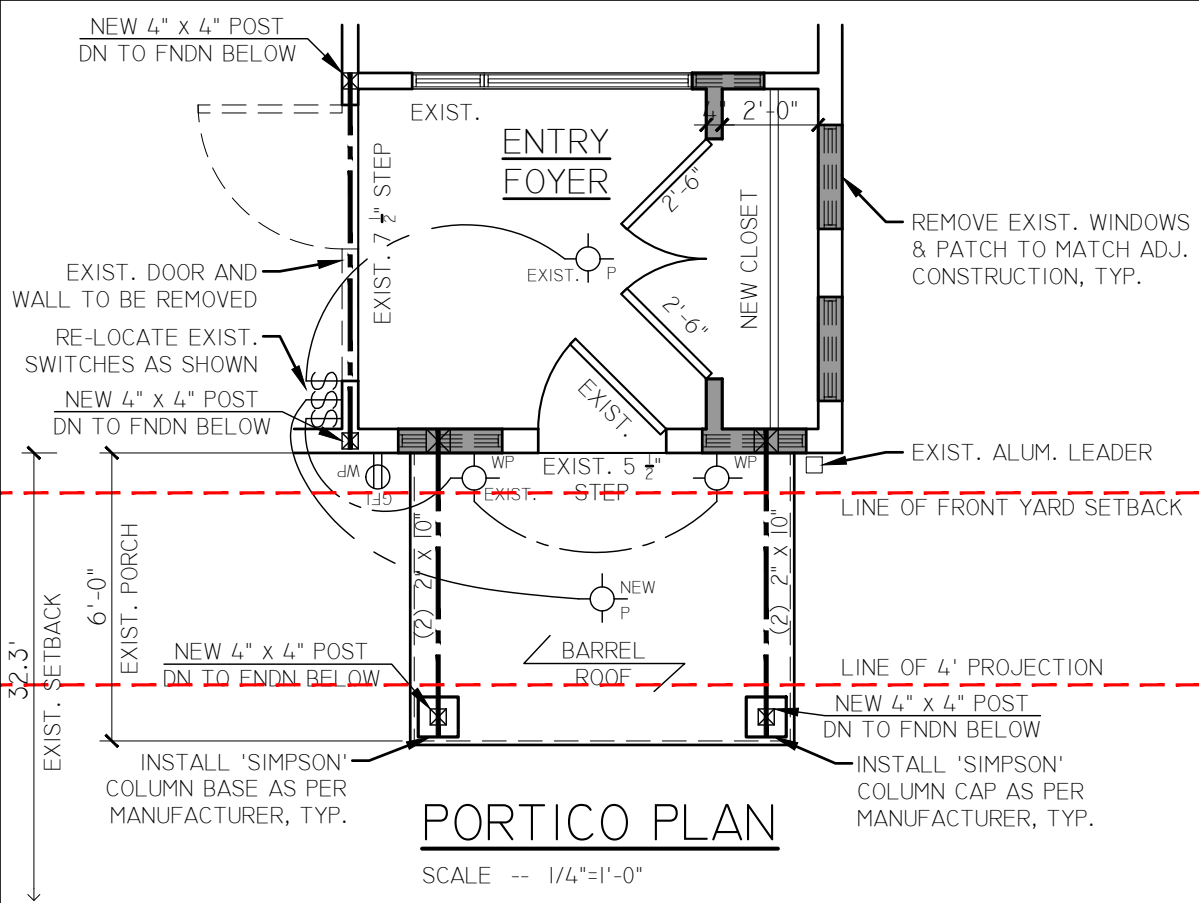 NEW 4" x 4" POST
DN TO FNDN BELOW
EXIST.
ENTRY
FOYER
4" 2'-0"
EXIST. 7 1/2" STEP
2'-6"
2'-6"
NEW CLOSET
EXIST. P
REMOVE EXIST. WINDOWS
& PATCH TO MATCH ADJ.
CONSTRUCTION, TYP.
EXIST. DOOR AND
WALL TO BE REMOVED
RE-LOCATE EXIST.
SWITCHES AS SHOWN
SSS
NEW 4" x 4" POST
DN TO FNDN BELOW
EXIST.
WP
GFI
WP
EXIST.
EXIST. 5 1/2"
STEP
WP
EXIST. ALUM. LEADER
LINE OF FRONT YARD SETBACK
32.3'
EXIST. SETBACK
6'-0"
EXIST. PORCH
(2) 2" x 10"
(2) 2" x 10"
NEW
P
BARREL
ROOF
NEW 4" x 4" POST
DN TO FNDN BELOW
LINE OF 4' PROJECTION
NEW 4" x 4" POST
DN TO FNDN BELOW
INSTALL 'SIMPSON'
COLUMN BASE AS PER
MANUFACTURER, TYP.
INSTALL 'SIMPSON'
COLUMN CAP AS PER
MANUFACTURER, TYP.
PORTICO PLAN
SCALE -- 1/4"=1'-0"